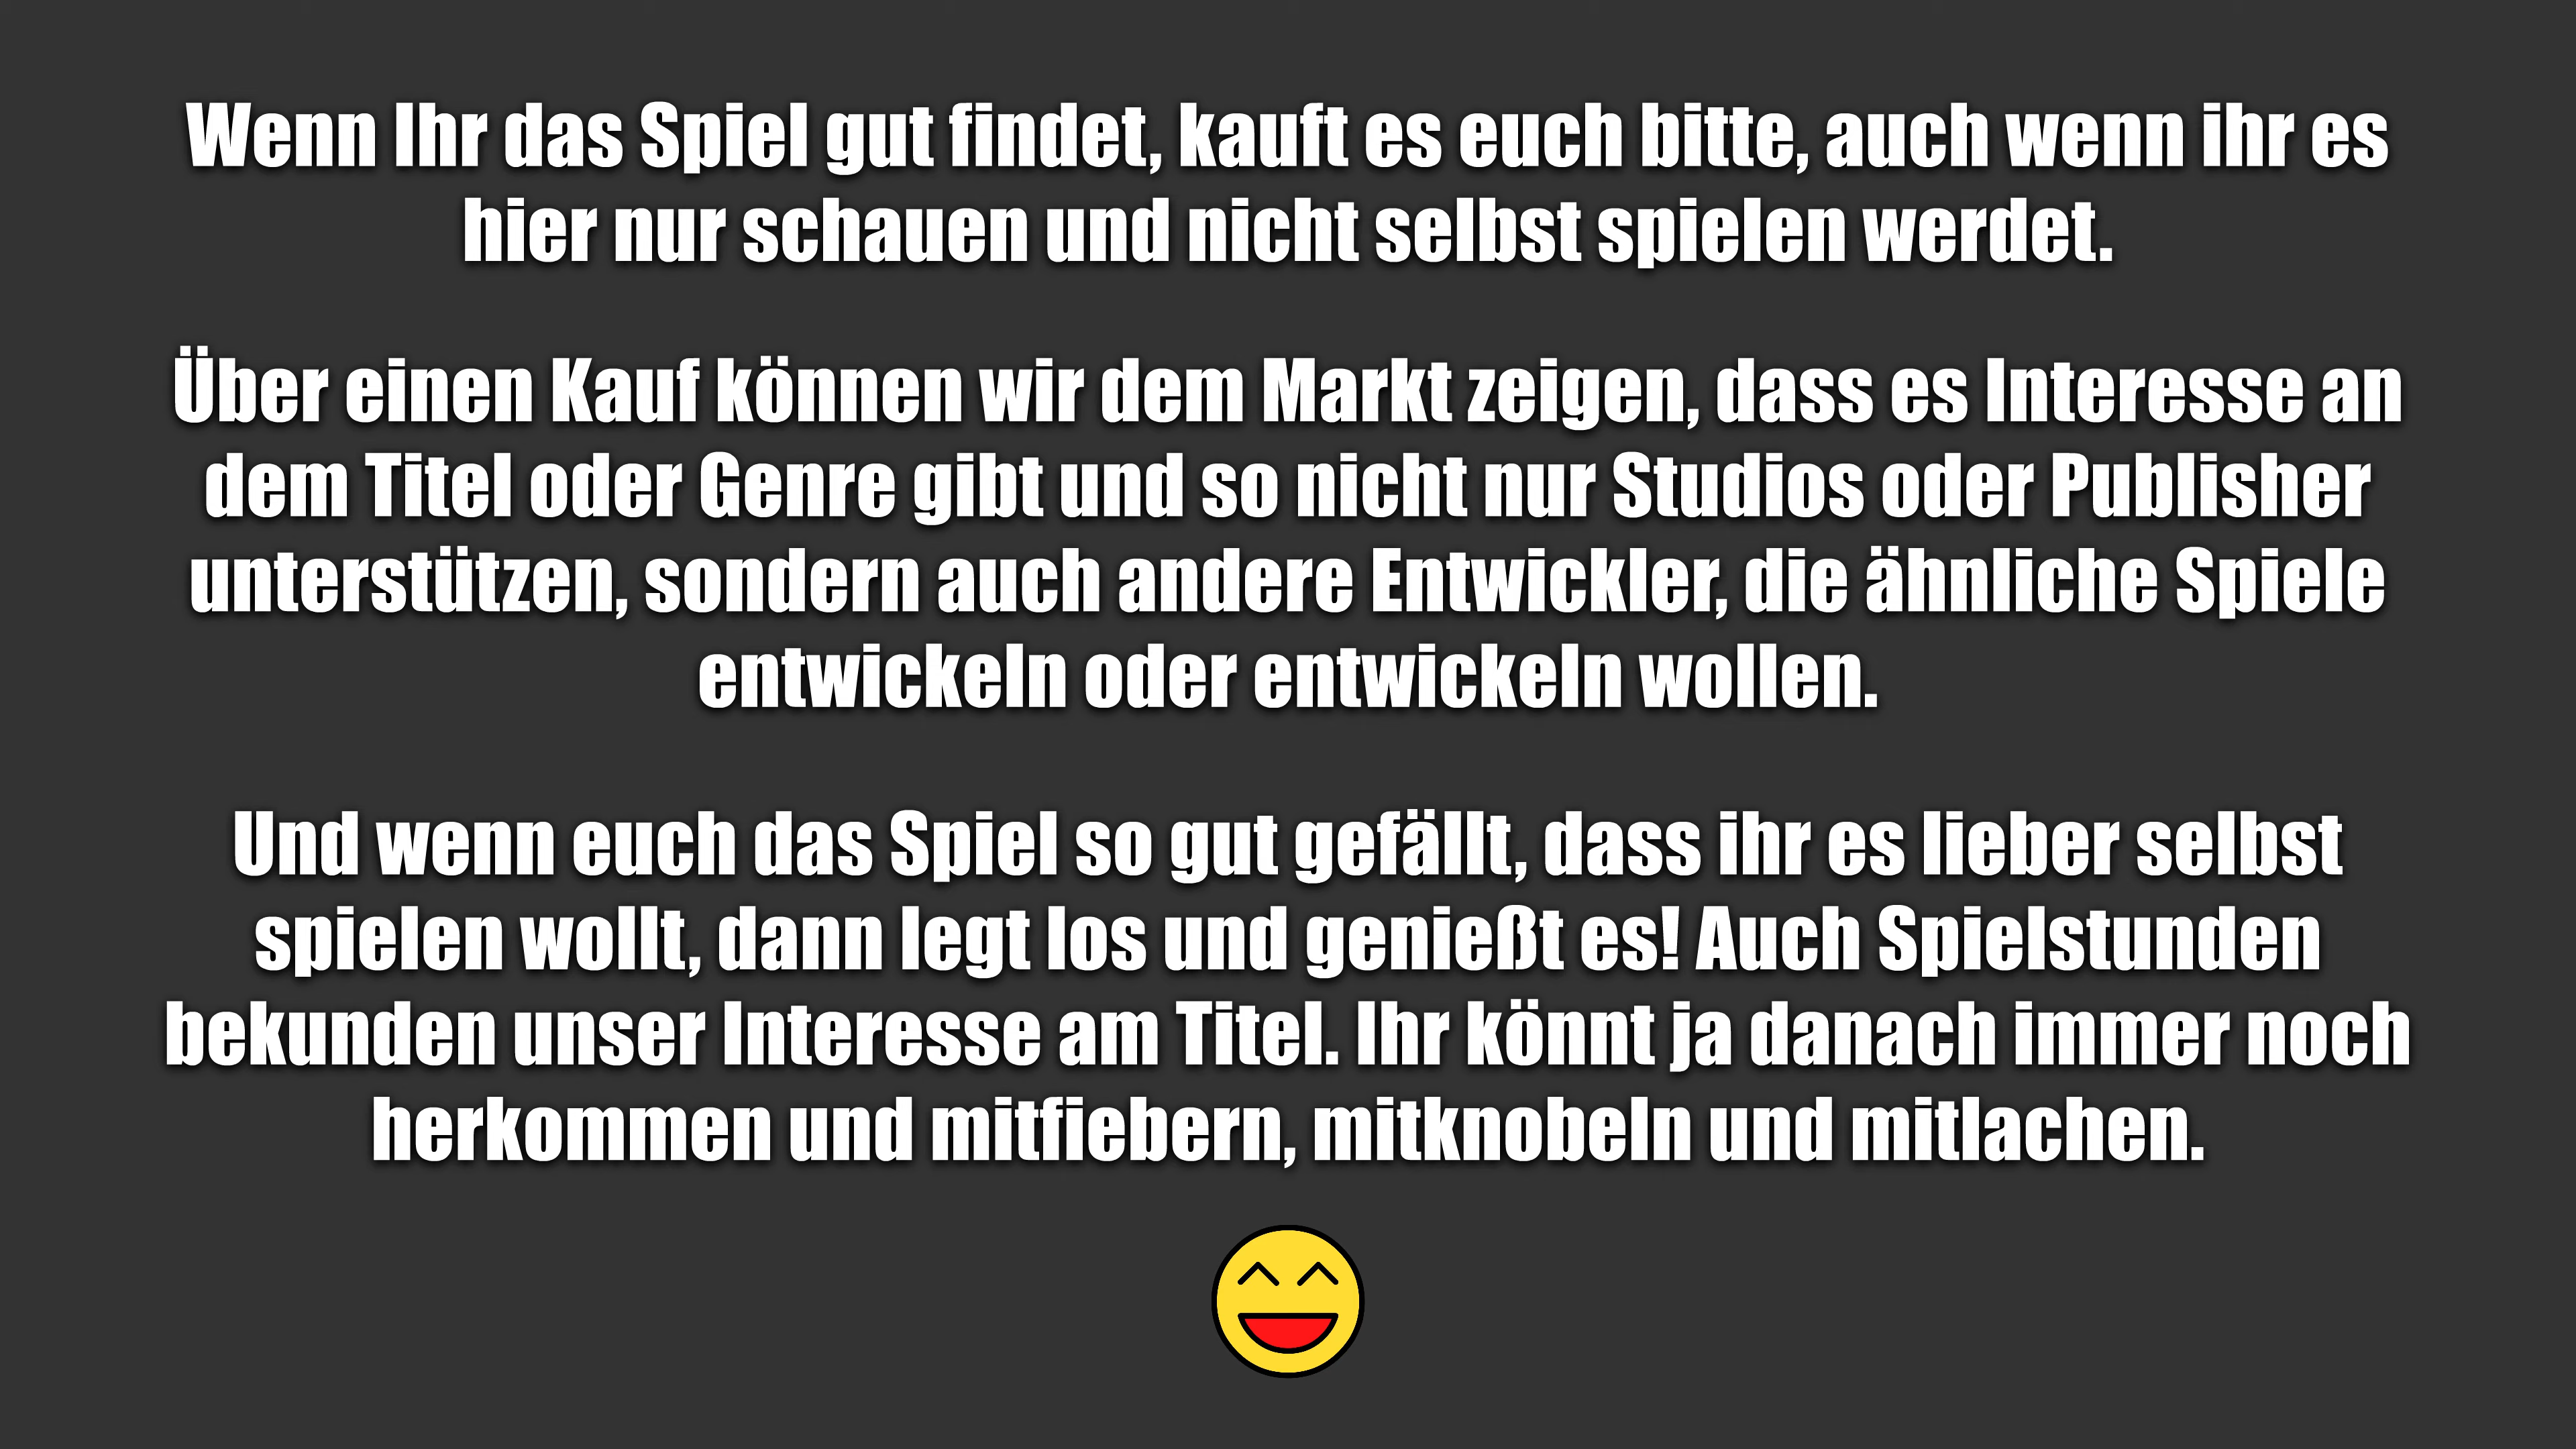 Wenn Ihr das Spiel gut findet, kauft es euch bitte, auch wenn ihr es
hier nur schauen und nicht selbst spielen werdet.
Über einen Kauf können wir dem Markt zeigen, dass es Interesse an
dem Titel oder Genre gibt und so nicht nur Studios oder Publisher
unterstützen, sondern auch andere Entwickler, die ähnliche Spiele
entwickeln oder entwickeln wollen.
Und wenn euch das Spiel so gut gefällt, dass ihr es lieber selbst
spielen wollt, dann legt los und genießt es! Auch Spielstunden
bekunden unser Interesse am Titel. Ihr könnt ja danach immer noch
herkommen und mitfiebern, mitknobeln und mitlachen.